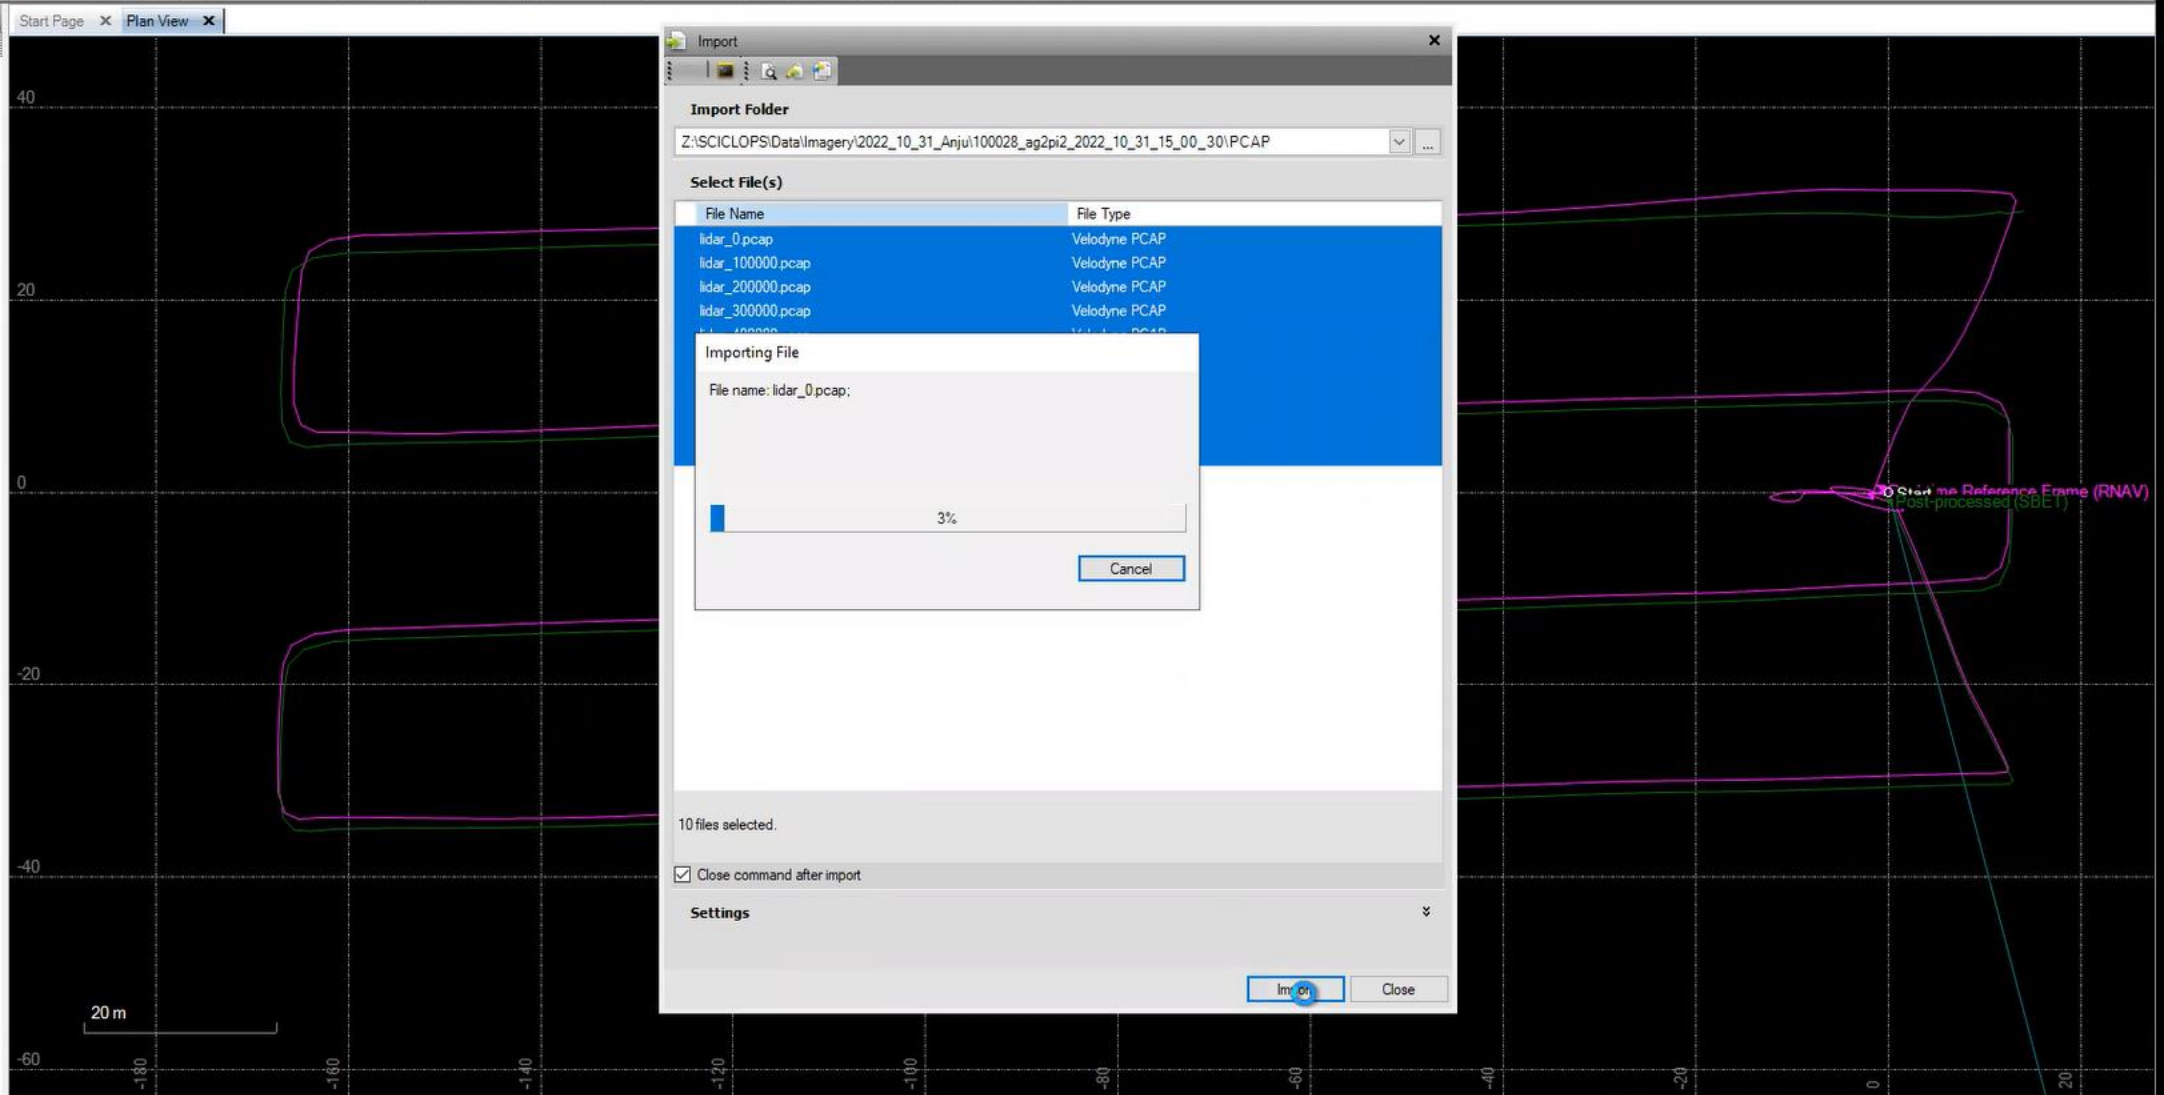 Start Page
Plan View
Import
Import Folder
Z:\SCICLOPS\Data\Imagery\2022_10_31_Anju\100028_ag2pi2_2022_10_31_15_00_30\PCAP
...
Select File(s)
File Name File Type
lidar_0.pcap Velodyne PCAP
lidar_100000.pcap Velodyne PCAP
lidar_200000.pcap Velodyne PCAP
lidar_300000.pcap Velodyne PCAP
Importing File
File name: lidar_0.pcap;
3%
Cancel
10 files selected.
Close command after import
Settings
Import Close
40
20
0
-20
-40
-60
Start
me Reference Frame (RNAV)
Post-processed (SBET)
20 m
-180 -160 -140 -120 -100 -80 -60 -40 -20 0 20